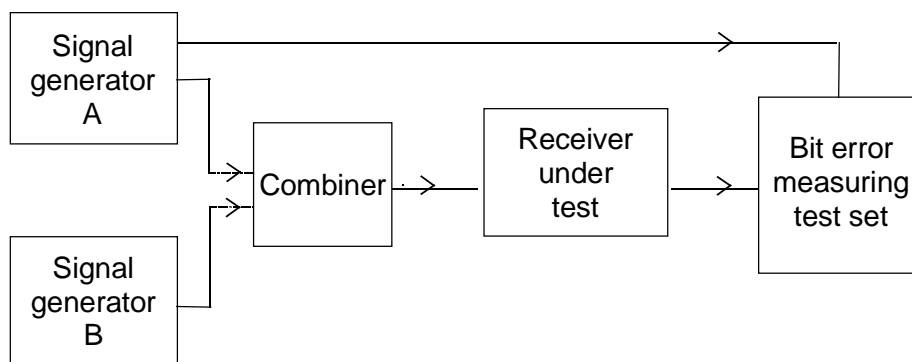 Signal
generator
A
Combiner
Receiver
under
test
Bit error
measuring
test set
Signal
generator
B